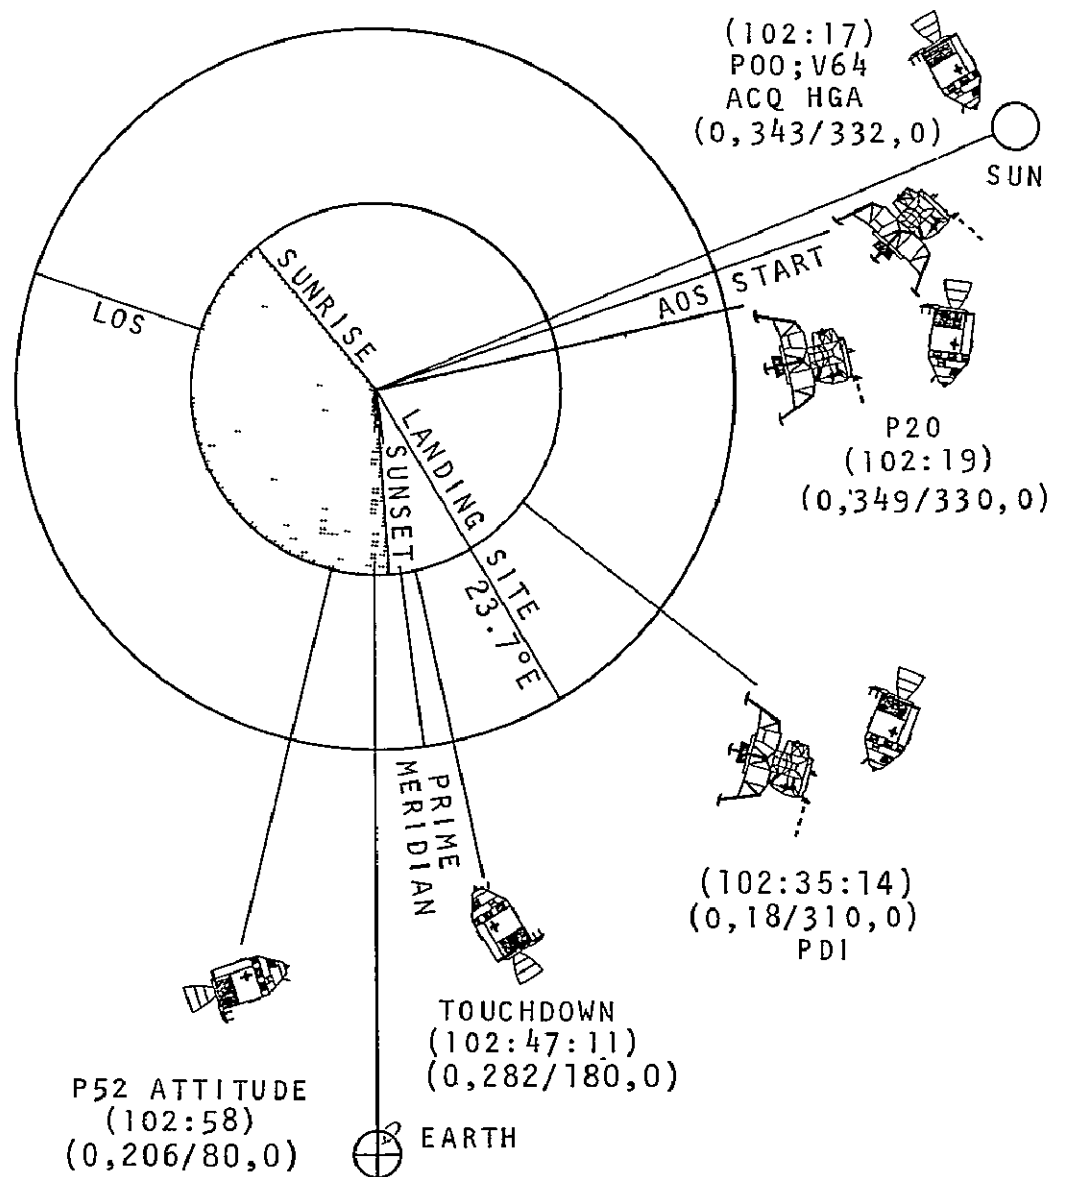 (102:17)
P00;V64
ACQ HGA
(0,343/332,0)
SUN
SUNRISE
LOS
AOS START
P20
(102:19)
(0,349/330,0)
LANDING SITE
23.7°E
SUNSET
PRIME
MERIDIAN
(102:35:14)
(0,18/310,0)
PDI
TOUCHDOWN
(102:47:11)
(0,282/180,0)
P52 ATTITUDE
(102:58)
(0,206/80,0)
EARTH